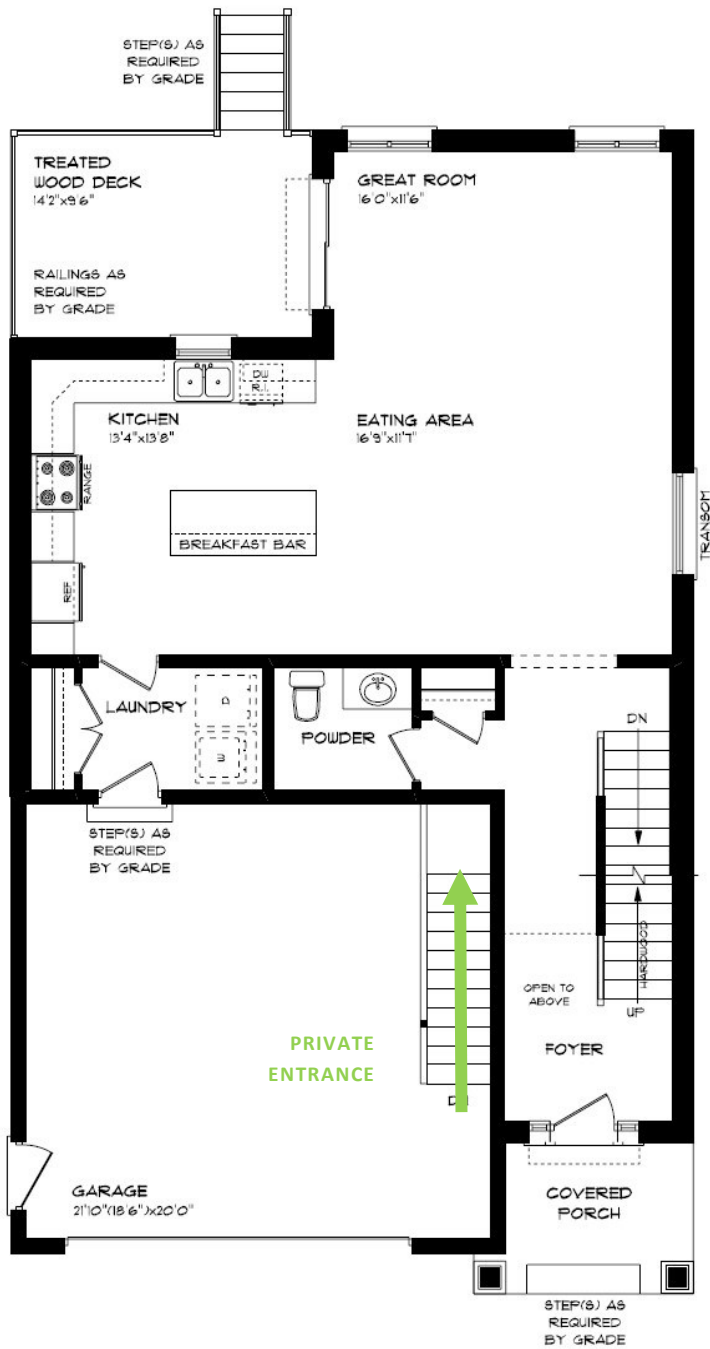 STEP(S) AS
REQUIRED
BY GRADE
TREATED
WOOD DECK
14'2"x9'6"
GREAT ROOM
16'0"x11'6"
RAILINGS AS
REQUIRED
BY GRADE
DW
R.I.
KITCHEN
13'4"x13'8"
EATING AREA
16'9"x11'7"
RANGE
TRANSOM
BREAKFAST BAR
REF
LAUNDRY
D
W
POWDER
DN
STEP(S) AS
REQUIRED
BY GRADE
HARDWOOD
OPEN TO
ABOVE
UP
PRIVATE
ENTRANCE
FOYER
GARAGE
21'10"(18'6")x20'0"
COVERED
PORCH
STEP(S) AS
REQUIRED
BY GRADE